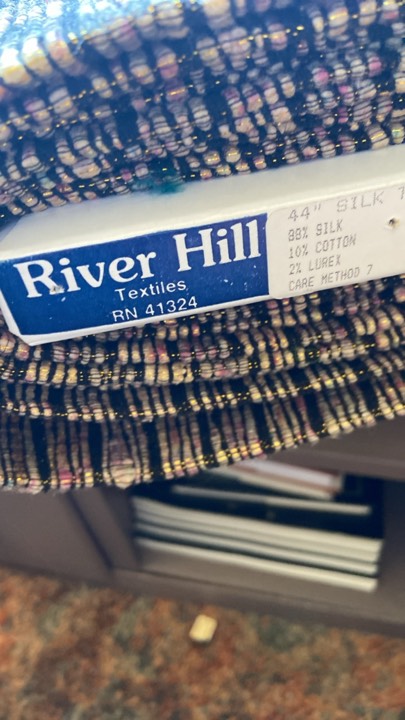 River Hill
Textiles
RN 41324
44" SILK
88% SILK
10% COTTON
2% LUREX
CARE METHOD 7